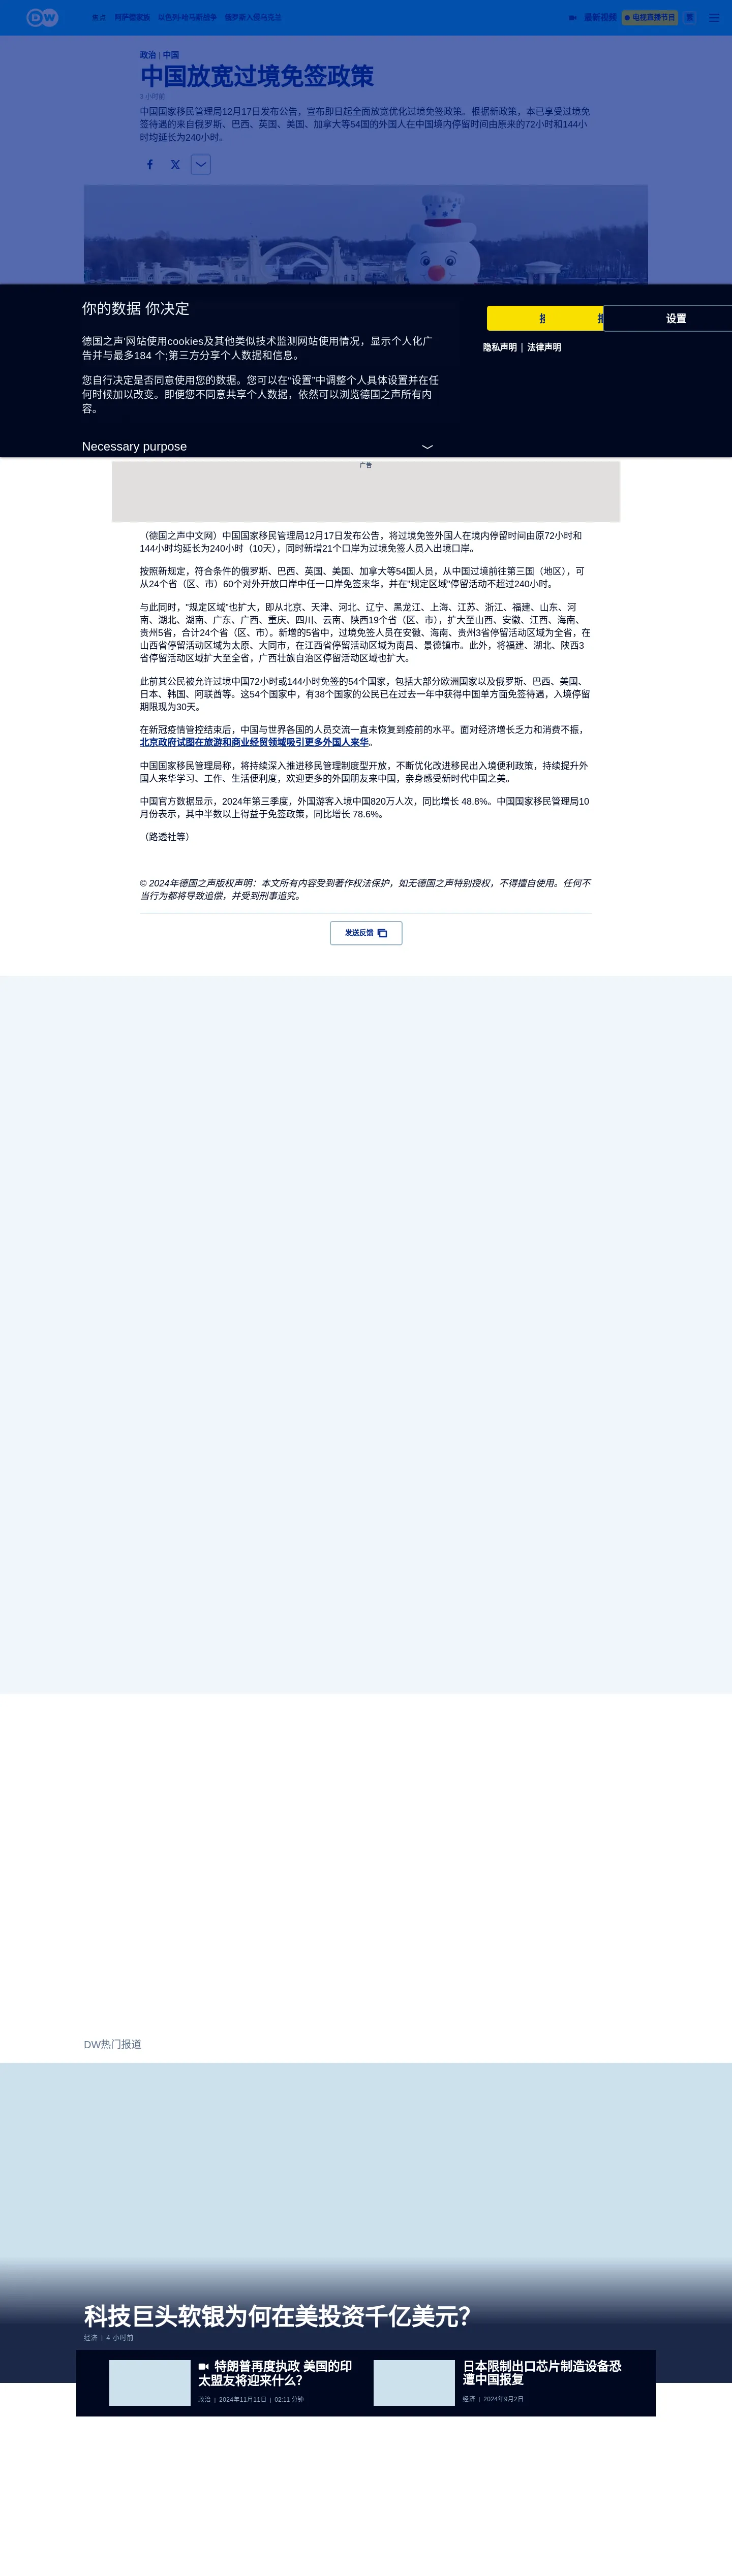 DW
热点 阿萨德家族 以色列-哈马斯战争 俄罗斯入侵乌克兰
最新视频 电视直播节目 繁
政治 | 中国
中国放宽过境免签政策
中国国家移民管理局12月17日发布公告，宣布即日起全面放宽优化过境免签政策。根据新政策，本已享受过境免
签待遇的来自俄罗斯、巴西、英国、美国、加拿大等54国的外国人在中国境内停留时间由原来的72小时和144小
时均延长为240小时。
你的数据 你决定
设置
隐私声明 | 法律声明
德国之声'网站使用cookies及其他类似技术监测网站使用情况，显示个人化广
告并与最多184 个;第三方分享个人数据和信息。
您自行决定是否同意使用您的数据。您可以在“设置”中调整个人具体设置并在任
何时候加以改变。即便您不同意共享个人数据，依然可以浏览德国之声所有内
容。
Necessary purpose
广告
（德国之声中文网）中国国家移民管理局12月17日发布公告，将过境免签外国人在境内停留时间由原72小时和
144小时均延长为240小时（10天），同时新增21个口岸为过境免签人员入出境口岸。
按照新规定，符合条件的俄罗斯、巴西、英国、美国、加拿大等54国人员，从中国过境前往第三国（地区），可
从24个省（区、市）60个对外开放口岸中任一口岸免签来华，并在“规定区域”停留活动不超过240小时。
与此同时，"规定区域"也扩大，即从北京、天津、河北、辽宁、黑龙江、上海、江苏、浙江、福建、山东、河
南、湖北、湖南、广东、广西、重庆、四川、云南、陕西19个省（区、市），扩大至山西、安徽、江西、海南、
贵州5省，合计24个省（区、市）。新增的5省中，过境免签人员在安徽、海南、贵州3省停留活动区域为全省，在
山西省停留活动区域为太原、大同市，在江西省停留活动区域为南昌、景德镇市。此外，将福建、湖北、陕西3
省停留活动区域扩大至全省，广西壮族自治区停留活动区域也扩大。
此前其公民被允许过境中国72小时或144小时免签的54个国家，包括大部分欧洲国家以及俄罗斯、巴西、美国、
日本、韩国、阿联酋等。这54个国家中，有38个国家的公民已在过去一年中获得中国单方面免签待遇，入境停留
期限现为30天。
在新冠疫情管控结束后，中国与世界各国的人员交流一直未恢复到疫前的水平。面对经济增长乏力和消费不振，
北京政府试图在旅游和商业经贸领域吸引更多外国人来华。
中国国家移民管理局称，将持续深入推进移民管理制度型开放，不断优化改进移民出入境便利政策，持续提升外
国人来华学习、工作、生活便利度，欢迎更多的外国朋友来中国，亲身感受新时代中国之美。
中国官方数据显示，2024年第三季度，外国游客入境中国820万人次，同比增长 48.8%。中国国家移民管理局10
月份表示，其中半数以上得益于免签政策，同比增长 78.6%。
（路透社等）
© 2024年德国之声版权声明：本文所有内容受到著作权法保护，如无德国之声特别授权，不得擅自使用。任何不
当行为都将导致追偿，并受到刑事追究。
发送反馈
DW热门报道
科技巨头软银为何在美投资千亿美元？
经济 | 4 小时前
特朗普再度执政 美国的印
太盟友将迎来什么？
政治 | 2024年11月11日 | 02:11 分钟
日本限制出口芯片制造设备恐
遭中国报复
经济 | 2024年9月2日